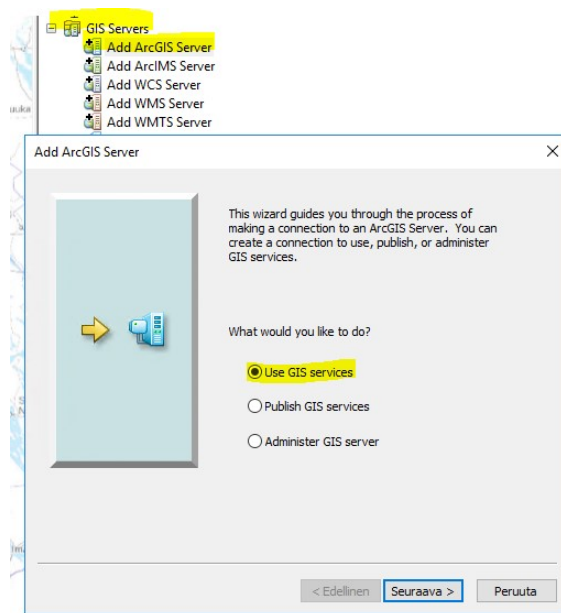 GIS Servers
Add ArcGIS Server
Add ArcIMS Server
Add WCS Server
Add WMS Server
Add WMTS Server
uuka
Add ArcGIS Server
This wizard guides you through the process of
making a connection to an ArcGIS Server. You can
create a connection to use, publish, or administer
GIS services.
What would you like to do?
Use GIS services
Publish GIS services
Administer GIS server
< Edellinen
Seuraava >
Peruuta